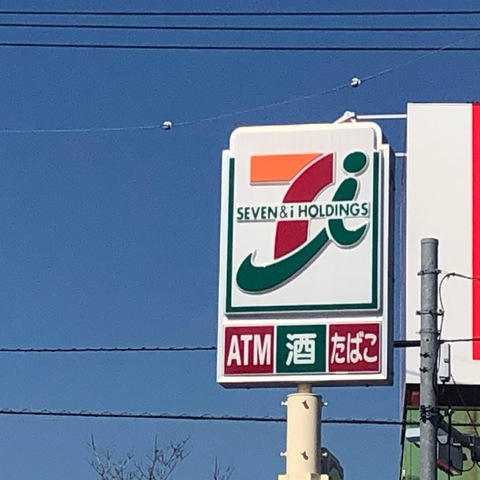 SEVEN&i HOLDINGS
ATM 酒 たばこ